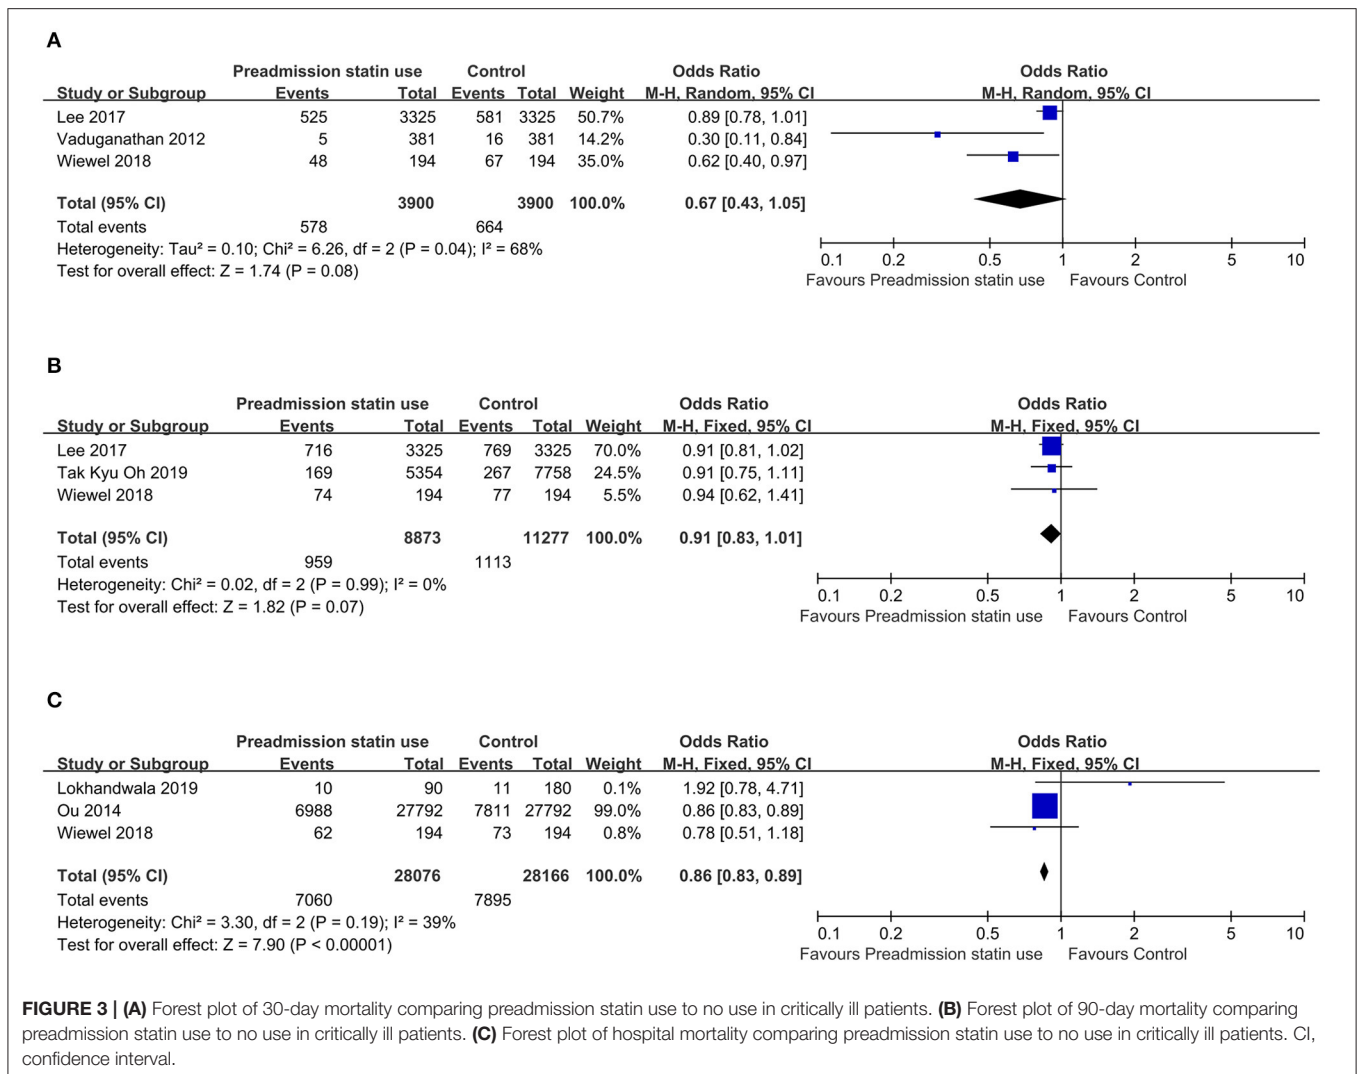 A
Preadmission statin use Control Odds Ratio Odds Ratio
Study or Subgroup Events Total Events Total Weight M-H, Random, 95% CI M-H, Random, 95% CI
Lee 2017 525 3325 581 3325 50.7% 0.89 [0.78, 1.01]
Vaduganathan 2012 5 381 16 381 14.2% 0.30 [0.11, 0.84]
Wiewel 2018 48 194 67 194 35.0% 0.62 [0.40, 0.97]
Total (95% CI) 3900 3900 100.0% 0.67 [0.43, 1.05]
Total events 578 664
Heterogeneity: Tau² = 0.10; Chi² = 6.26, df = 2 (P = 0.04); I² = 68%
Test for overall effect: Z = 1.74 (P = 0.08)
0.1 0.2 0.5 1 2 5 10
Favours Preadmission statin use Favours Control
B
Preadmission statin use Control Odds Ratio Odds Ratio
Study or Subgroup Events Total Events Total Weight M-H, Fixed, 95% CI M-H, Fixed, 95% CI
Lee 2017 716 3325 769 3325 70.0% 0.91 [0.81, 1.02]
Tak Kyu Oh 2019 169 5354 267 7758 24.5% 0.91 [0.75, 1.11]
Wiewel 2018 74 194 77 194 5.5% 0.94 [0.62, 1.41]
Total (95% CI) 8873 11277 100.0% 0.91 [0.83, 1.01]
Total events 959 1113
Heterogeneity: Chi² = 0.02, df = 2 (P = 0.99); I² = 0%
Test for overall effect: Z = 1.82 (P = 0.07)
0.1 0.2 0.5 1 2 5 10
Favours Preadmission statin use Favours Control
C
Preadmission statin use Control Odds Ratio Odds Ratio
Study or Subgroup Events Total Events Total Weight M-H, Fixed, 95% CI M-H, Fixed, 95% CI
Lokhandwala 2019 10 90 11 180 0.1% 1.92 [0.78, 4.71]
Ou 2014 6988 27792 7811 27792 99.0% 0.86 [0.83, 0.89]
Wiewel 2018 62 194 73 194 0.8% 0.78 [0.51, 1.18]
Total (95% CI) 28076 28166 100.0% 0.86 [0.83, 0.89]
Total events 7060 7895
Heterogeneity: Chi² = 3.30, df = 2 (P = 0.19); I² = 39%
Test for overall effect: Z = 7.90 (P < 0.00001)
0.1 0.2 0.5 1 2 5 10
Favours Preadmission statin use Favours Control
FIGURE 3 | (A) Forest plot of 30-day mortality comparing preadmission statin use to no use in critically ill patients. (B) Forest plot of 90-day mortality comparing
preadmission statin use to no use in critically ill patients. (C) Forest plot of hospital mortality comparing preadmission statin use to no use in critically ill patients. CI,
confidence interval.